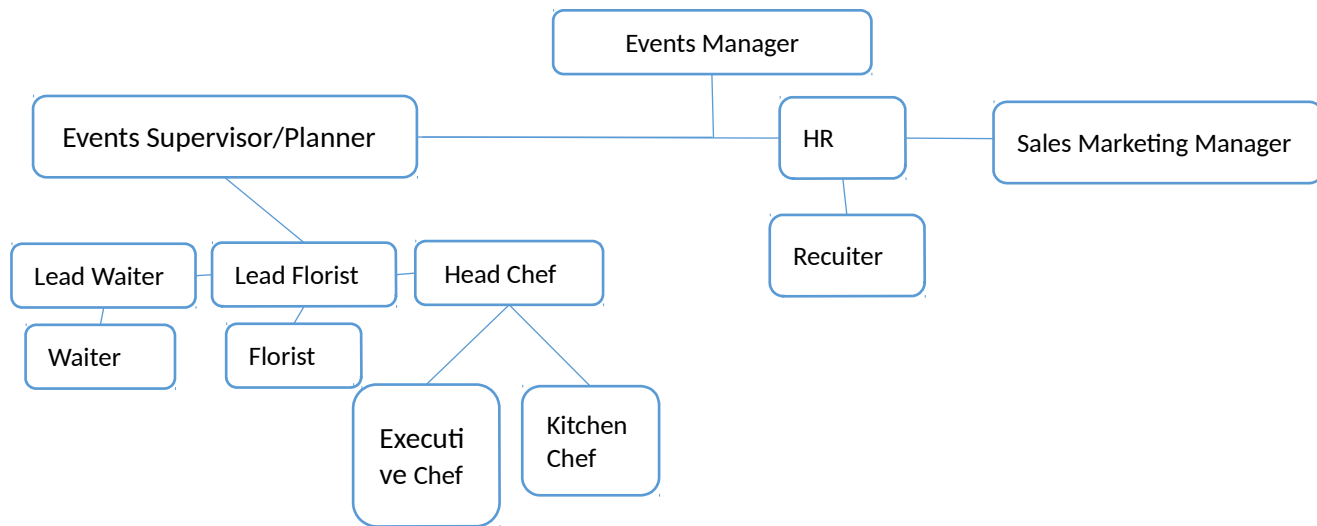 Events Manager
Events Supervisor/Planner
HR
Sales Marketing Manager
Recuiter
Lead Waiter
Lead Florist
Head Chef
Waiter
Florist
Executi
ve Chef
Kitchen
Chef